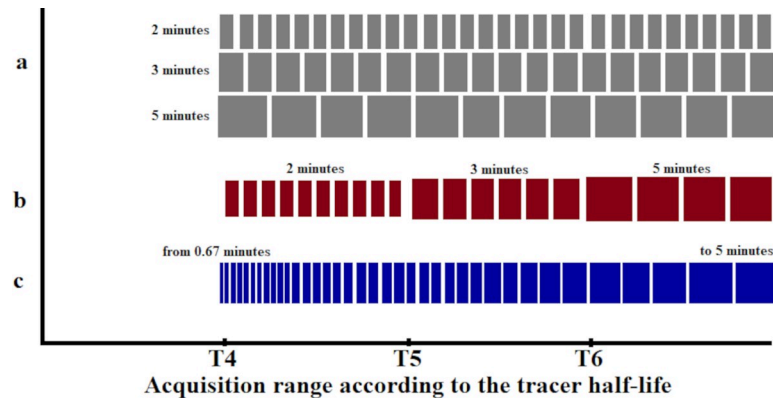 2 minutes
a
3 minutes
5 minutes
2 minutes 3 minutes 5 minutes
b
from 0.67 minutes to 5 minutes
c
T4 T5 T6
Acquisition range according to the tracer half-life